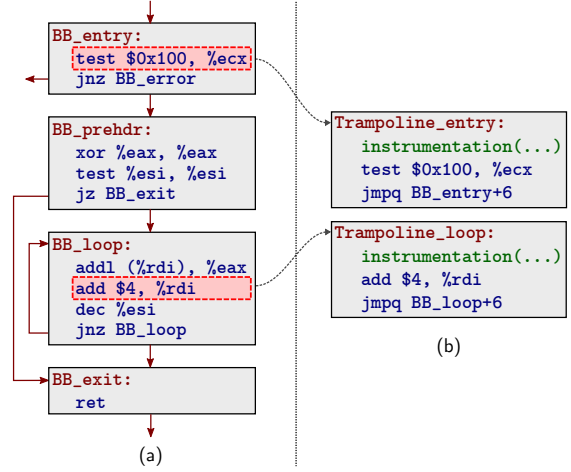 BB_entry:
test $0x100, %ecx
jnz BB_error
BB_prehdr:
xor %eax, %eax
test %esi, %esi
jz BB_exit
BB_loop:
addl (%rdi), %eax
add $4, %rdi
dec %esi
jnz BB_loop
BB_exit:
ret
(a)
Trampoline_entry:
instrumentation(...)
test $0x100, %ecx
jmpq BB_entry+6
Trampoline_loop:
instrumentation(...)
add $4, %rdi
jmpq BB_loop+6
(b)